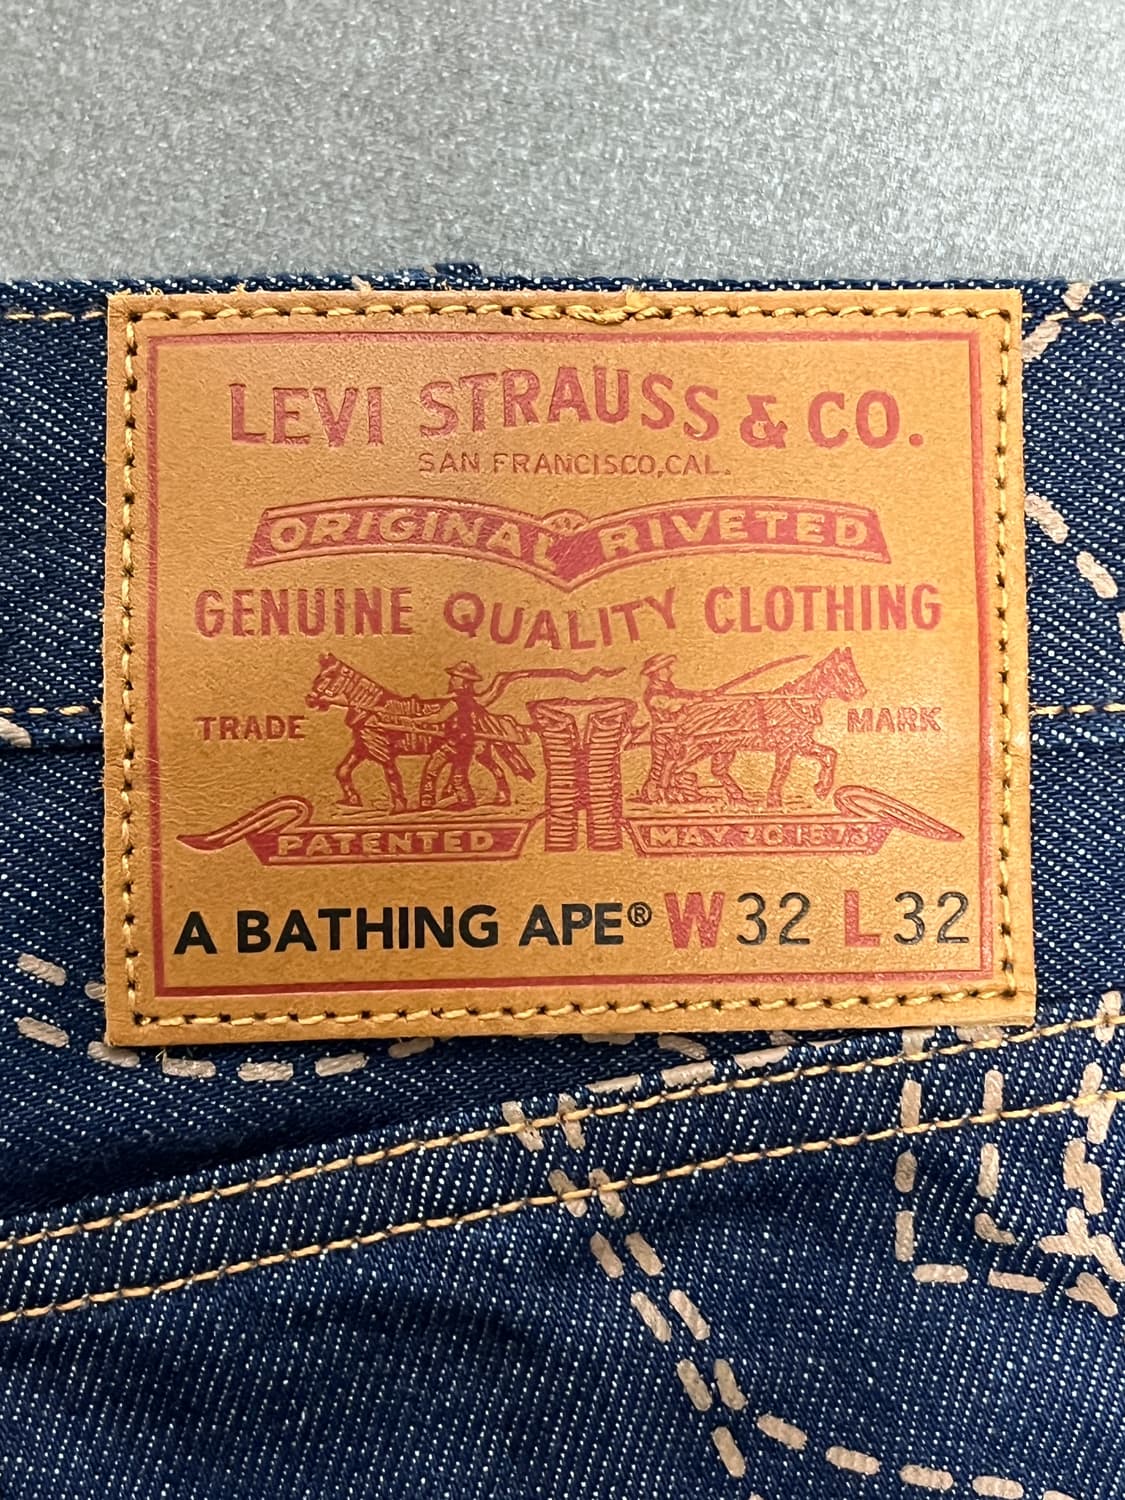 LEVI STRAUSS & CO.
SAN FRANCISCO, CAL.
ORIGINAL RIVETED
GENUINE QUALITY CLOTHING
TRADE MARK
PATENTED MAY 20 1873
A BATHING APE® W32 L32